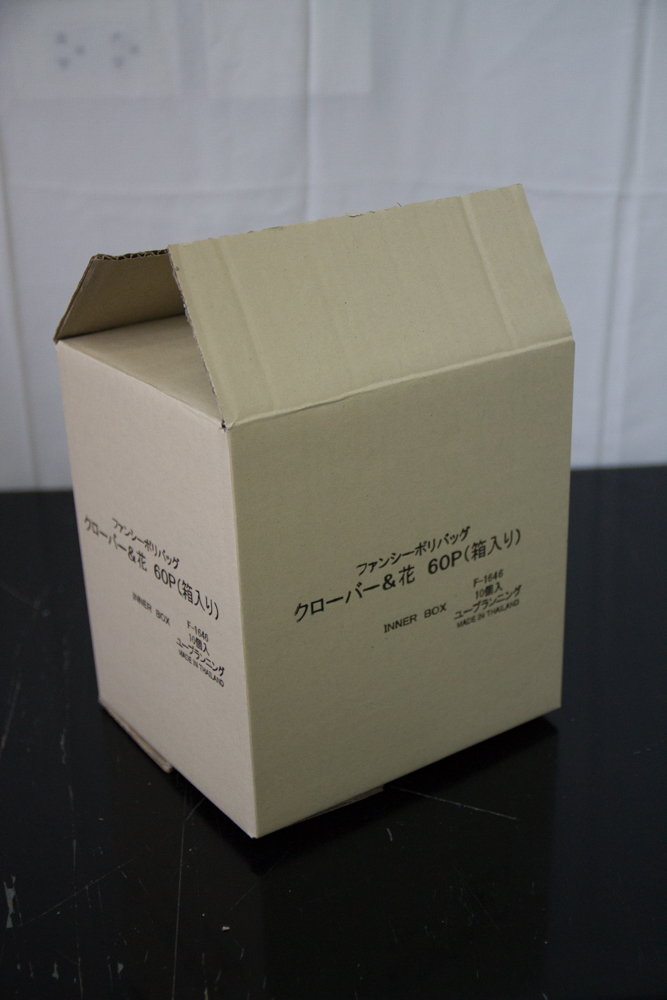 ファンシーポリバッグ
クローバー&花 60P(箱入り)
INNER BOX
F-1646
10個入
ユープランニング
MADE IN THAILAND
ファンシーポリバッグ
クローバー&花 60P(箱入り)
INNER BOX
F-1646
10個入
ユープランニング
MADE IN THAILAND